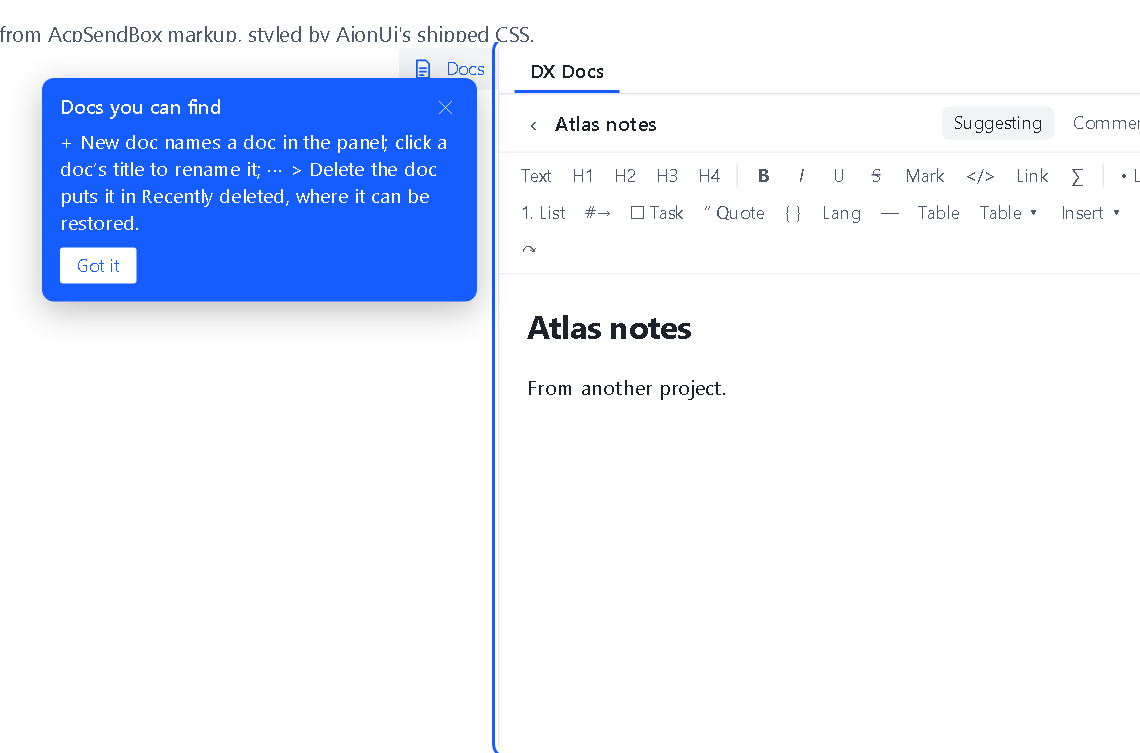 from AcpSendBox markup, styled by AionUi's shipped CSS.
Docs
DX Docs
Docs you can find
+ New doc names a doc in the panel; click a
doc's title to rename it; ··· > Delete the doc
puts it in Recently deleted, where it can be
restored.
Got it
‹ Atlas notes
Suggesting
Text H1 H2 H3 H4 B I U S Mark </> Link ∑ • L
1. List #→ ☐ Task “ Quote { } Lang — Table Table ▾ Insert ▾
↷
Atlas notes
From another project.